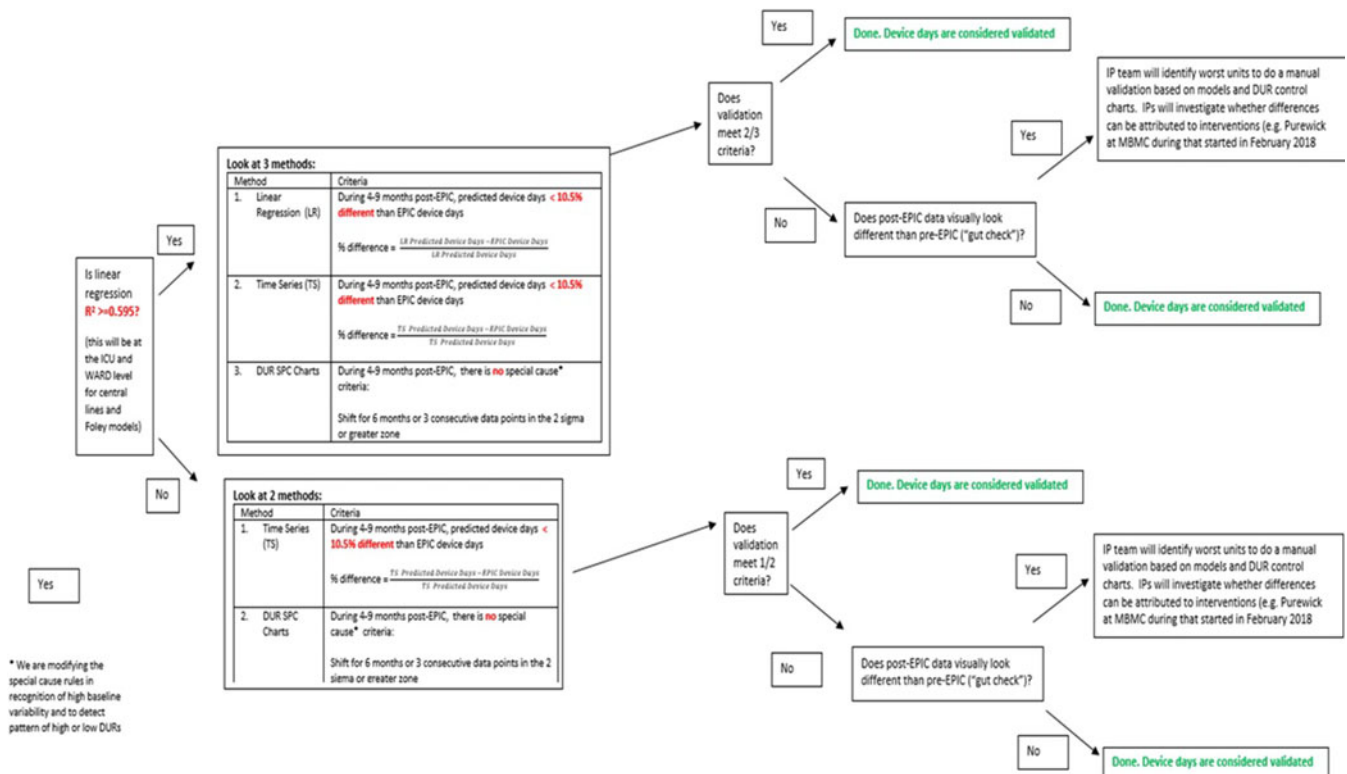 Is linear
regression
R² >=0.595?
(this will be at
the ICU and
WARD level
for central
lines and
Foley models)
Yes
No
Yes
* We are modifying the
special cause rules in
recognition of high baseline
variability and to detect
pattern of high or low DURs
Look at 3 methods:
Method Criteria
1. Linear Regression (LR)
During 4-9 months post-EPIC, predicted device days < 10.5%
different than EPIC device days
% difference = LR Predicted Device Days – EPIC Device Days
LR Predicted Device Days
2. Time Series (TS)
During 4-9 months post-EPIC, predicted device days < 10.5%
different than EPIC device days
% difference = TS Predicted Device Days – EPIC Device Days
TS Predicted Device Days
3. DUR SPC Charts
During 4-9 months post-EPIC, there is no special cause*
criteria:
Shift for 6 months or 3 consecutive data points in the 2 sigma
or greater zone
Does
validation
meet 2/3
criteria?
Yes
Done. Device days are considered validated
No
Does post-EPIC data visually look
different than pre-EPIC ("gut check")?
Yes
IP team will identify worst units to do a manual
validation based on models and DUR control
charts. IPs will investigate whether differences
can be attributed to interventions (e.g. Purewick
at MBMC during that started in February 2018
No
Done. Device days are considered validated
Look at 2 methods:
Method Criteria
1. Time Series
(TS)
During 4-9 months post-EPIC, predicted device days <
10.5% different than EPIC device days
% difference = TS Predicted Device Days – EPIC Device Days
TS Predicted Device Days
2. DUR SPC
Charts
During 4-9 months post-EPIC, there is no special
cause* criteria:
Shift for 6 months or 3 consecutive data points in the 2
sigma or greater zone
Does
validation
meet 1/2
criteria?
Yes
Done. Device days are considered validated
No
Does post-EPIC data visually look
different than pre-EPIC ("gut check")?
Yes
IP team will identify worst units to do a manual
validation based on models and DUR control
charts. IPs will investigate whether differences
can be attributed to interventions (e.g. Purewick
at MBMC during that started in February 2018
No
Done. Device days are considered validated